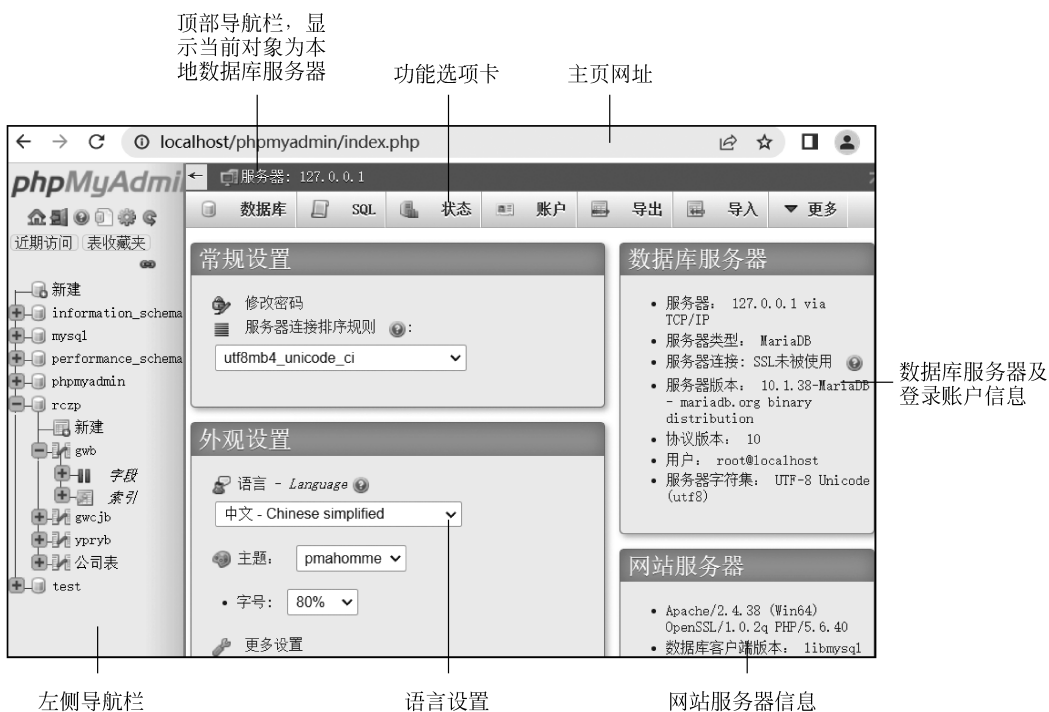 顶部导航栏，显
示当前对象为本
地数据库服务器
功能选项卡
主页网址
localhost/phpmyadmin/index.php
phpMyAdmi
服务器: 127.0.0.1
数据库 SQL 状态 账户 导出 导入 更多
近期访问 表收藏夹
新建
information_schema
mysql
performance_schema
phpmyadmin
rczp
新建
gwb
字段
索引
gwcjb
ypryb
公司表
test
常规设置
修改密码
服务器连接排序规则 :
utf8mb4_unicode_ci
外观设置
语言 - Language
中文 - Chinese simplified
主题: pmahomme
• 字号: 80%
更多设置
数据库服务器
• 服务器: 127.0.0.1 via
TCP/IP
• 服务器类型: MariaDB
• 服务器连接: SSL未被使用
• 服务器版本: 10.1.38-MariaDB
- mariadb.org binary
distribution
• 协议版本: 10
• 用户: root@localhost
• 服务器字符集: UTF-8 Unicode
(utf8)
网站服务器
• Apache/2.4.38 (Win64)
OpenSSL/1.0.2q PHP/5.6.40
• 数据库客户端版本: libmysql
数据库服务器及
登录账户信息
左侧导航栏
语言设置
网站服务器信息